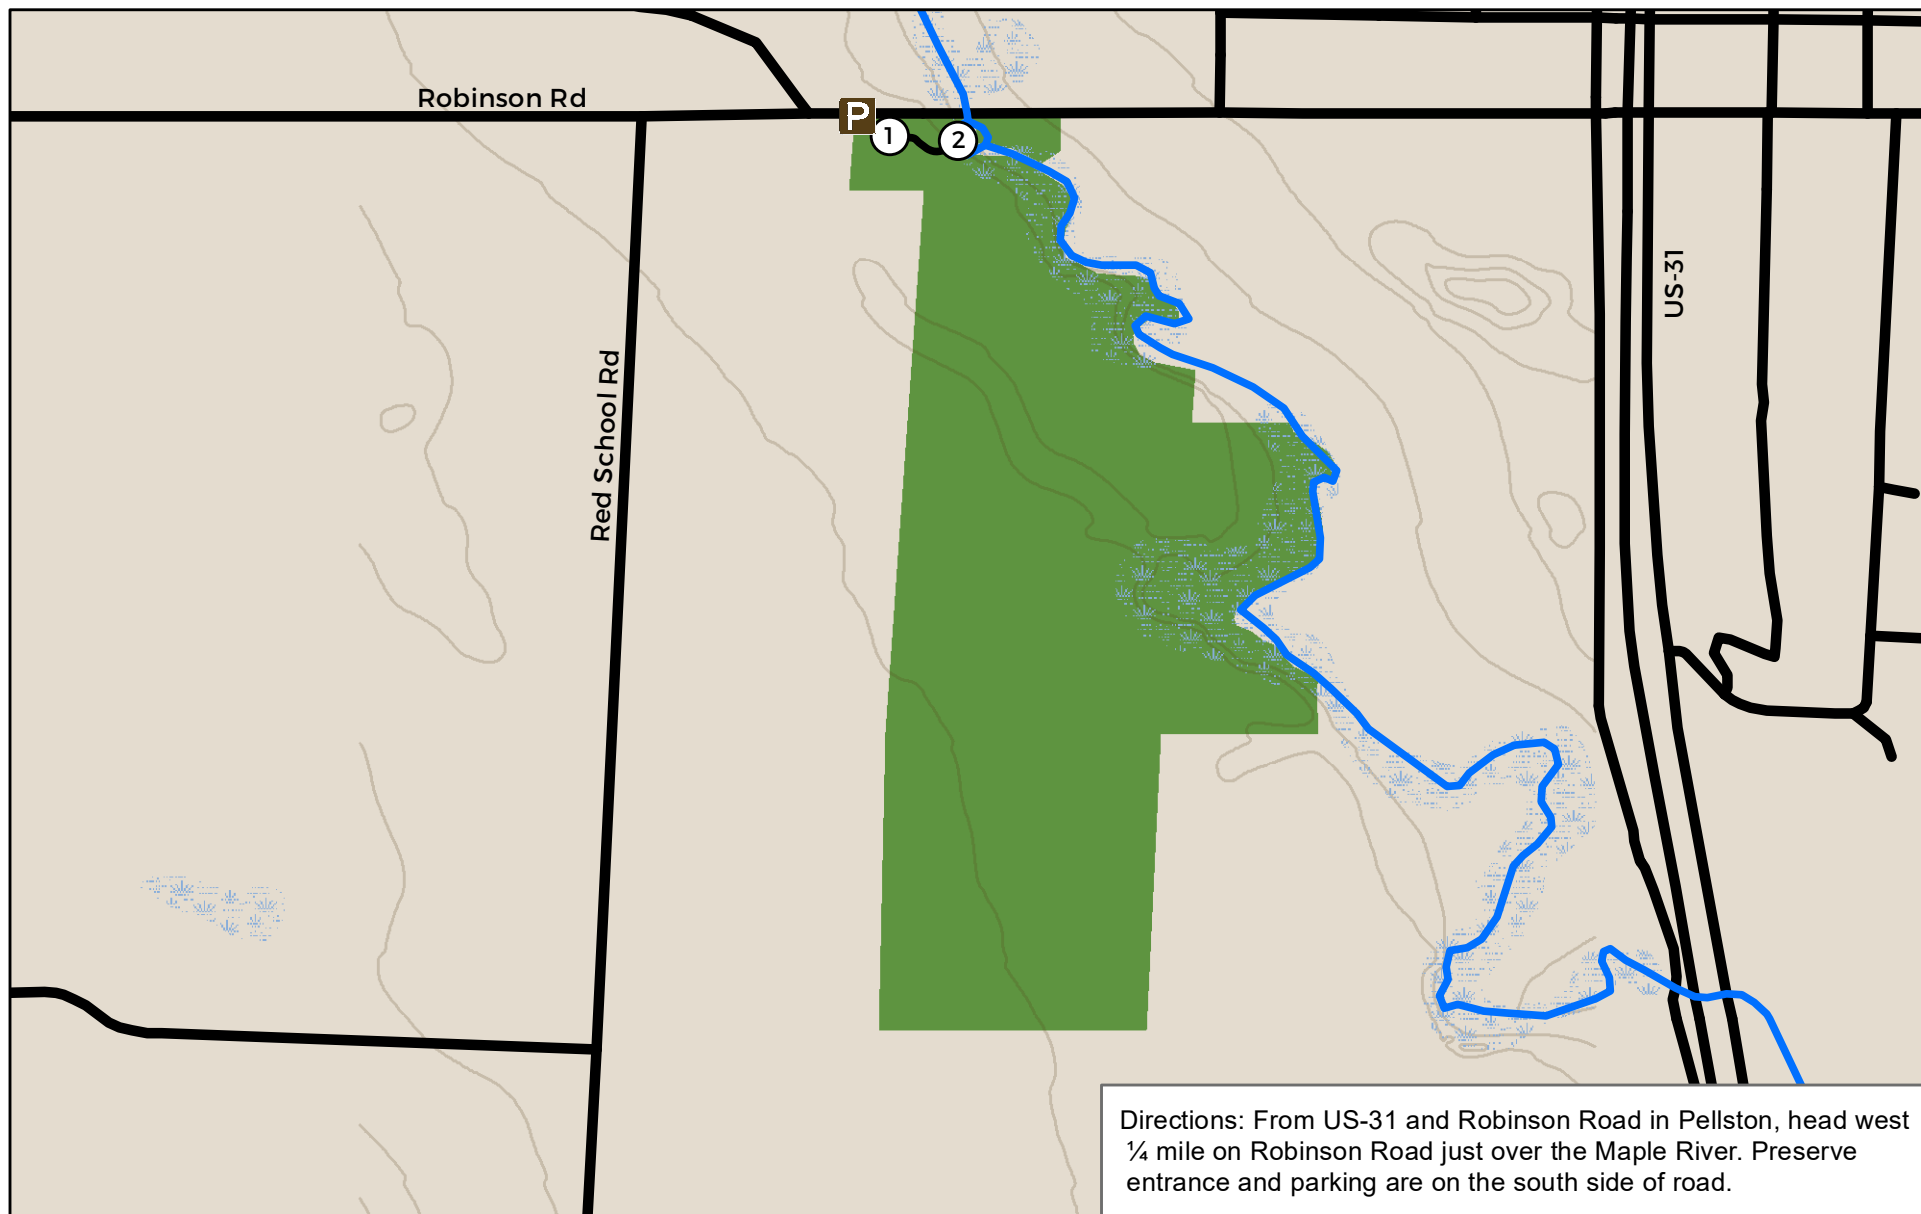 Robinson Rd
P
1
2
US-31
Red School Rd
Directions: From US-31 and Robinson Road in Pellston, head west
¼ mile on Robinson Road just over the Maple River. Preserve
entrance and parking are on the south side of road.